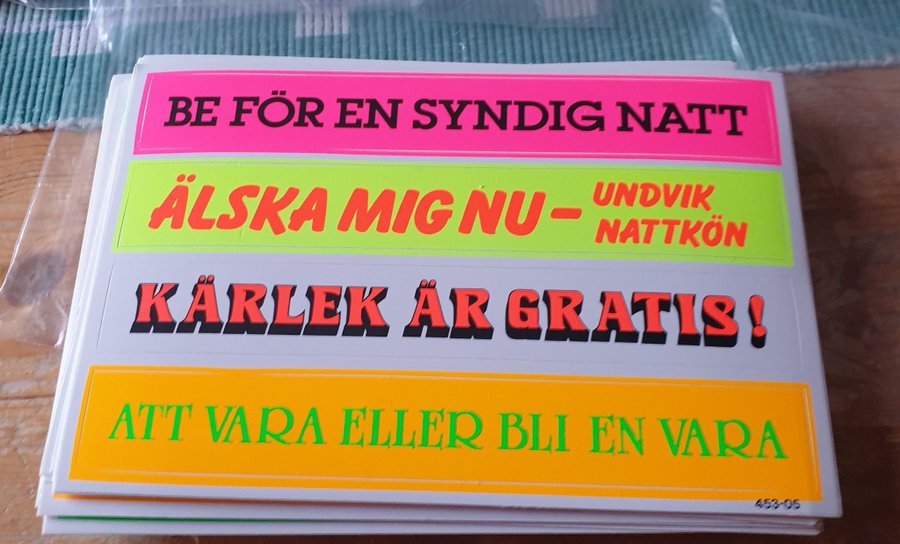 BE FÖR EN SYNDIG NATT
ÄLSKA MIG NU – UNDVIK
NATTKÖN
KÄRLEK ÄR GRATIS!
ATT VARA ELLER BLI EN VARA
453-05